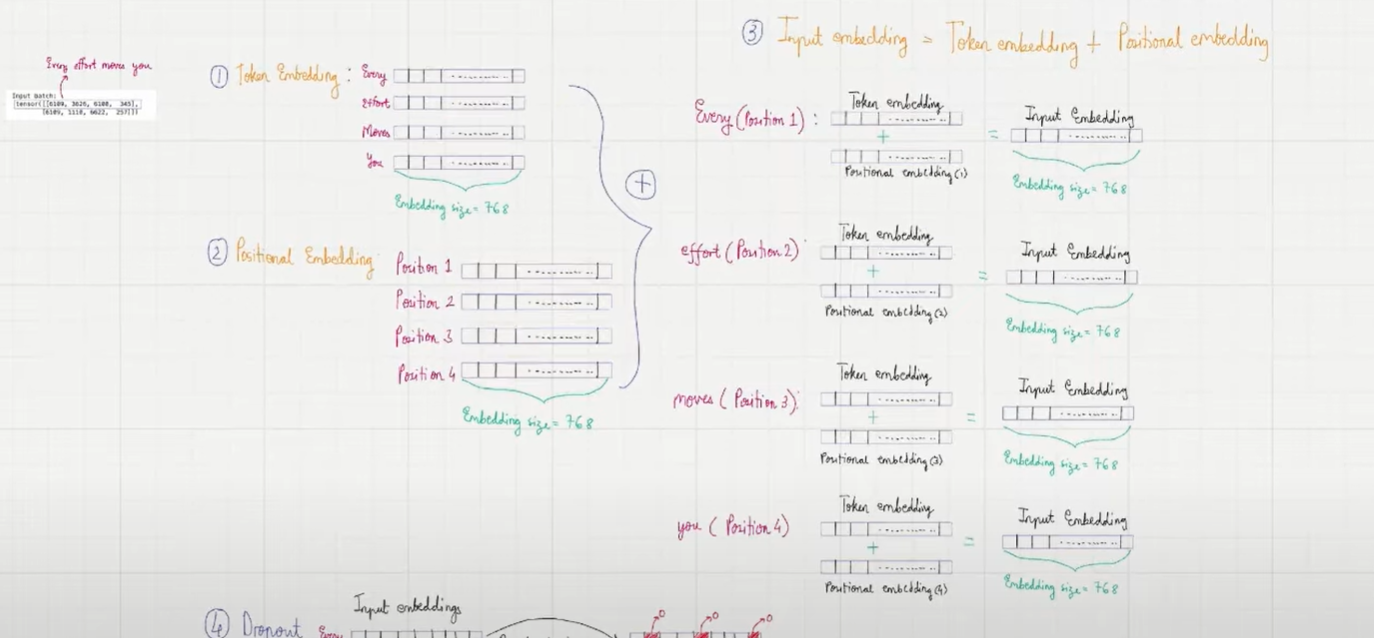 Every effort moves you
Input batch:
tensor([[6109, 3626, 6100, 345],
[6109, 1110, 6622, 257]])
① Token Embedding :
Every
effort
Moves
You
Embedding size = 768
② Positional Embedding
Position 1
Position 2
Position 3
Position 4
Embedding size = 768
+
③ Input embedding = Token embedding + Positional embedding
Every (Position 1) :
Token embedding
+
Positional embedding (1)
=
Input Embedding
Embedding size = 768
effort (Position 2)
Token embedding
+
Positional embedding (2)
=
Input Embedding
Embedding size = 768
moves (Position 3)
Token embedding
+
Positional embedding (3)
=
Input Embedding
Embedding size = 768
you (Position 4)
Token embedding
+
Positional embedding (4)
=
Input Embedding
Embedding size = 768
④ Dropout
Input embeddings
Every
0 0 0